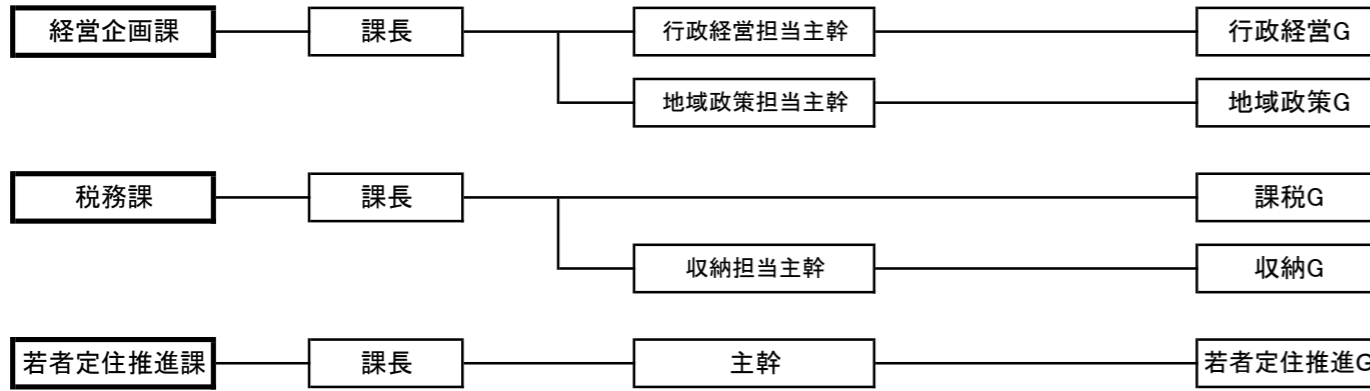 経営企画課 課長 行政経営担当主幹 行政経営G
地域政策担当主幹 地域政策G
税務課 課長 課税G
収納担当主幹 収納G
若者定住推進課 課長 主幹 若者定住推進G